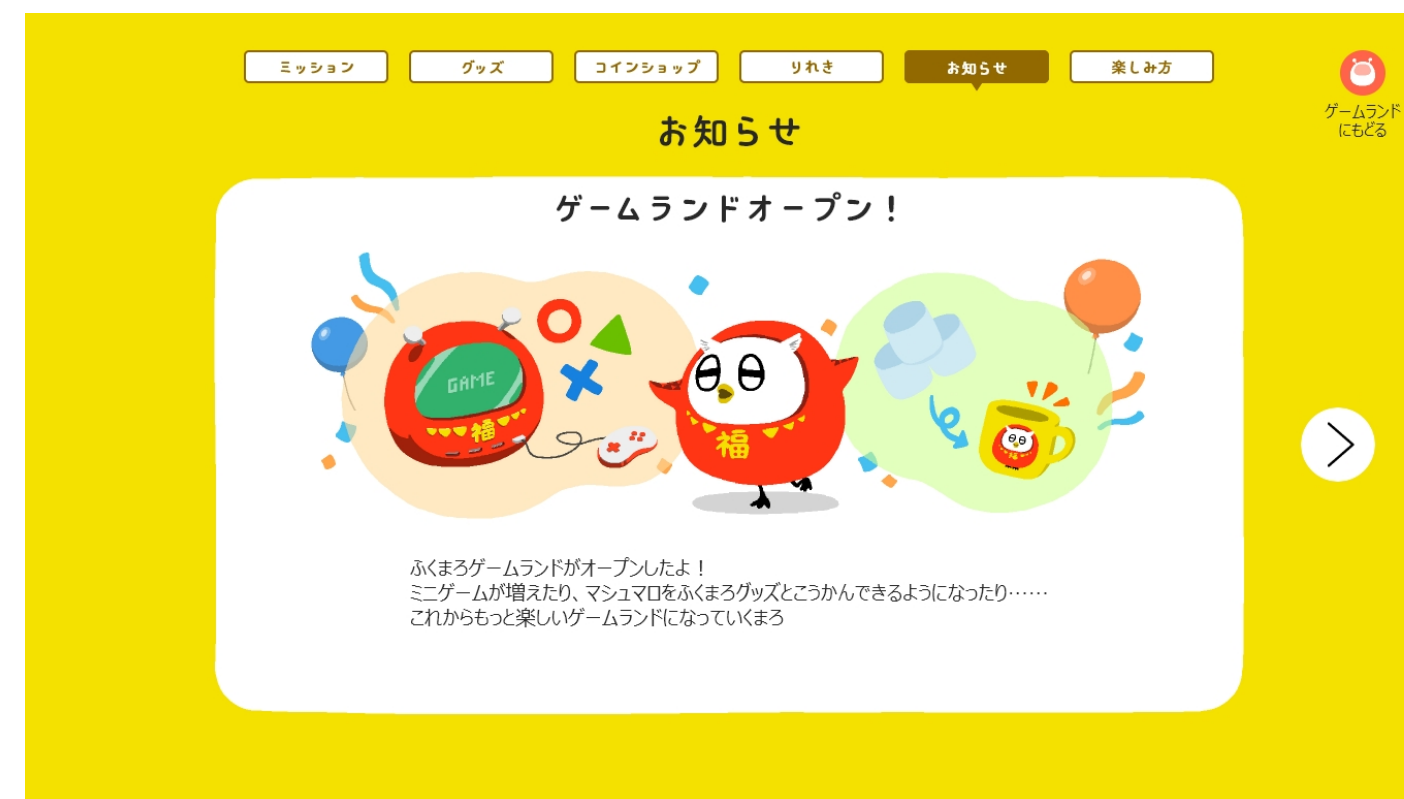 ミッション
グッズ
コインショップ
りれき
お知らせ
楽しみ方
ゲームランド
にもどる
お知らせ
ゲームランドオープン！
GAME
福
福
ふくまろゲームランドがオープンしたよ！
ミニゲームが増えたり、マシュマロをふくまろグッズとこうかんできるようになったり……
これからもっと楽しいゲームランドになっていくまろ